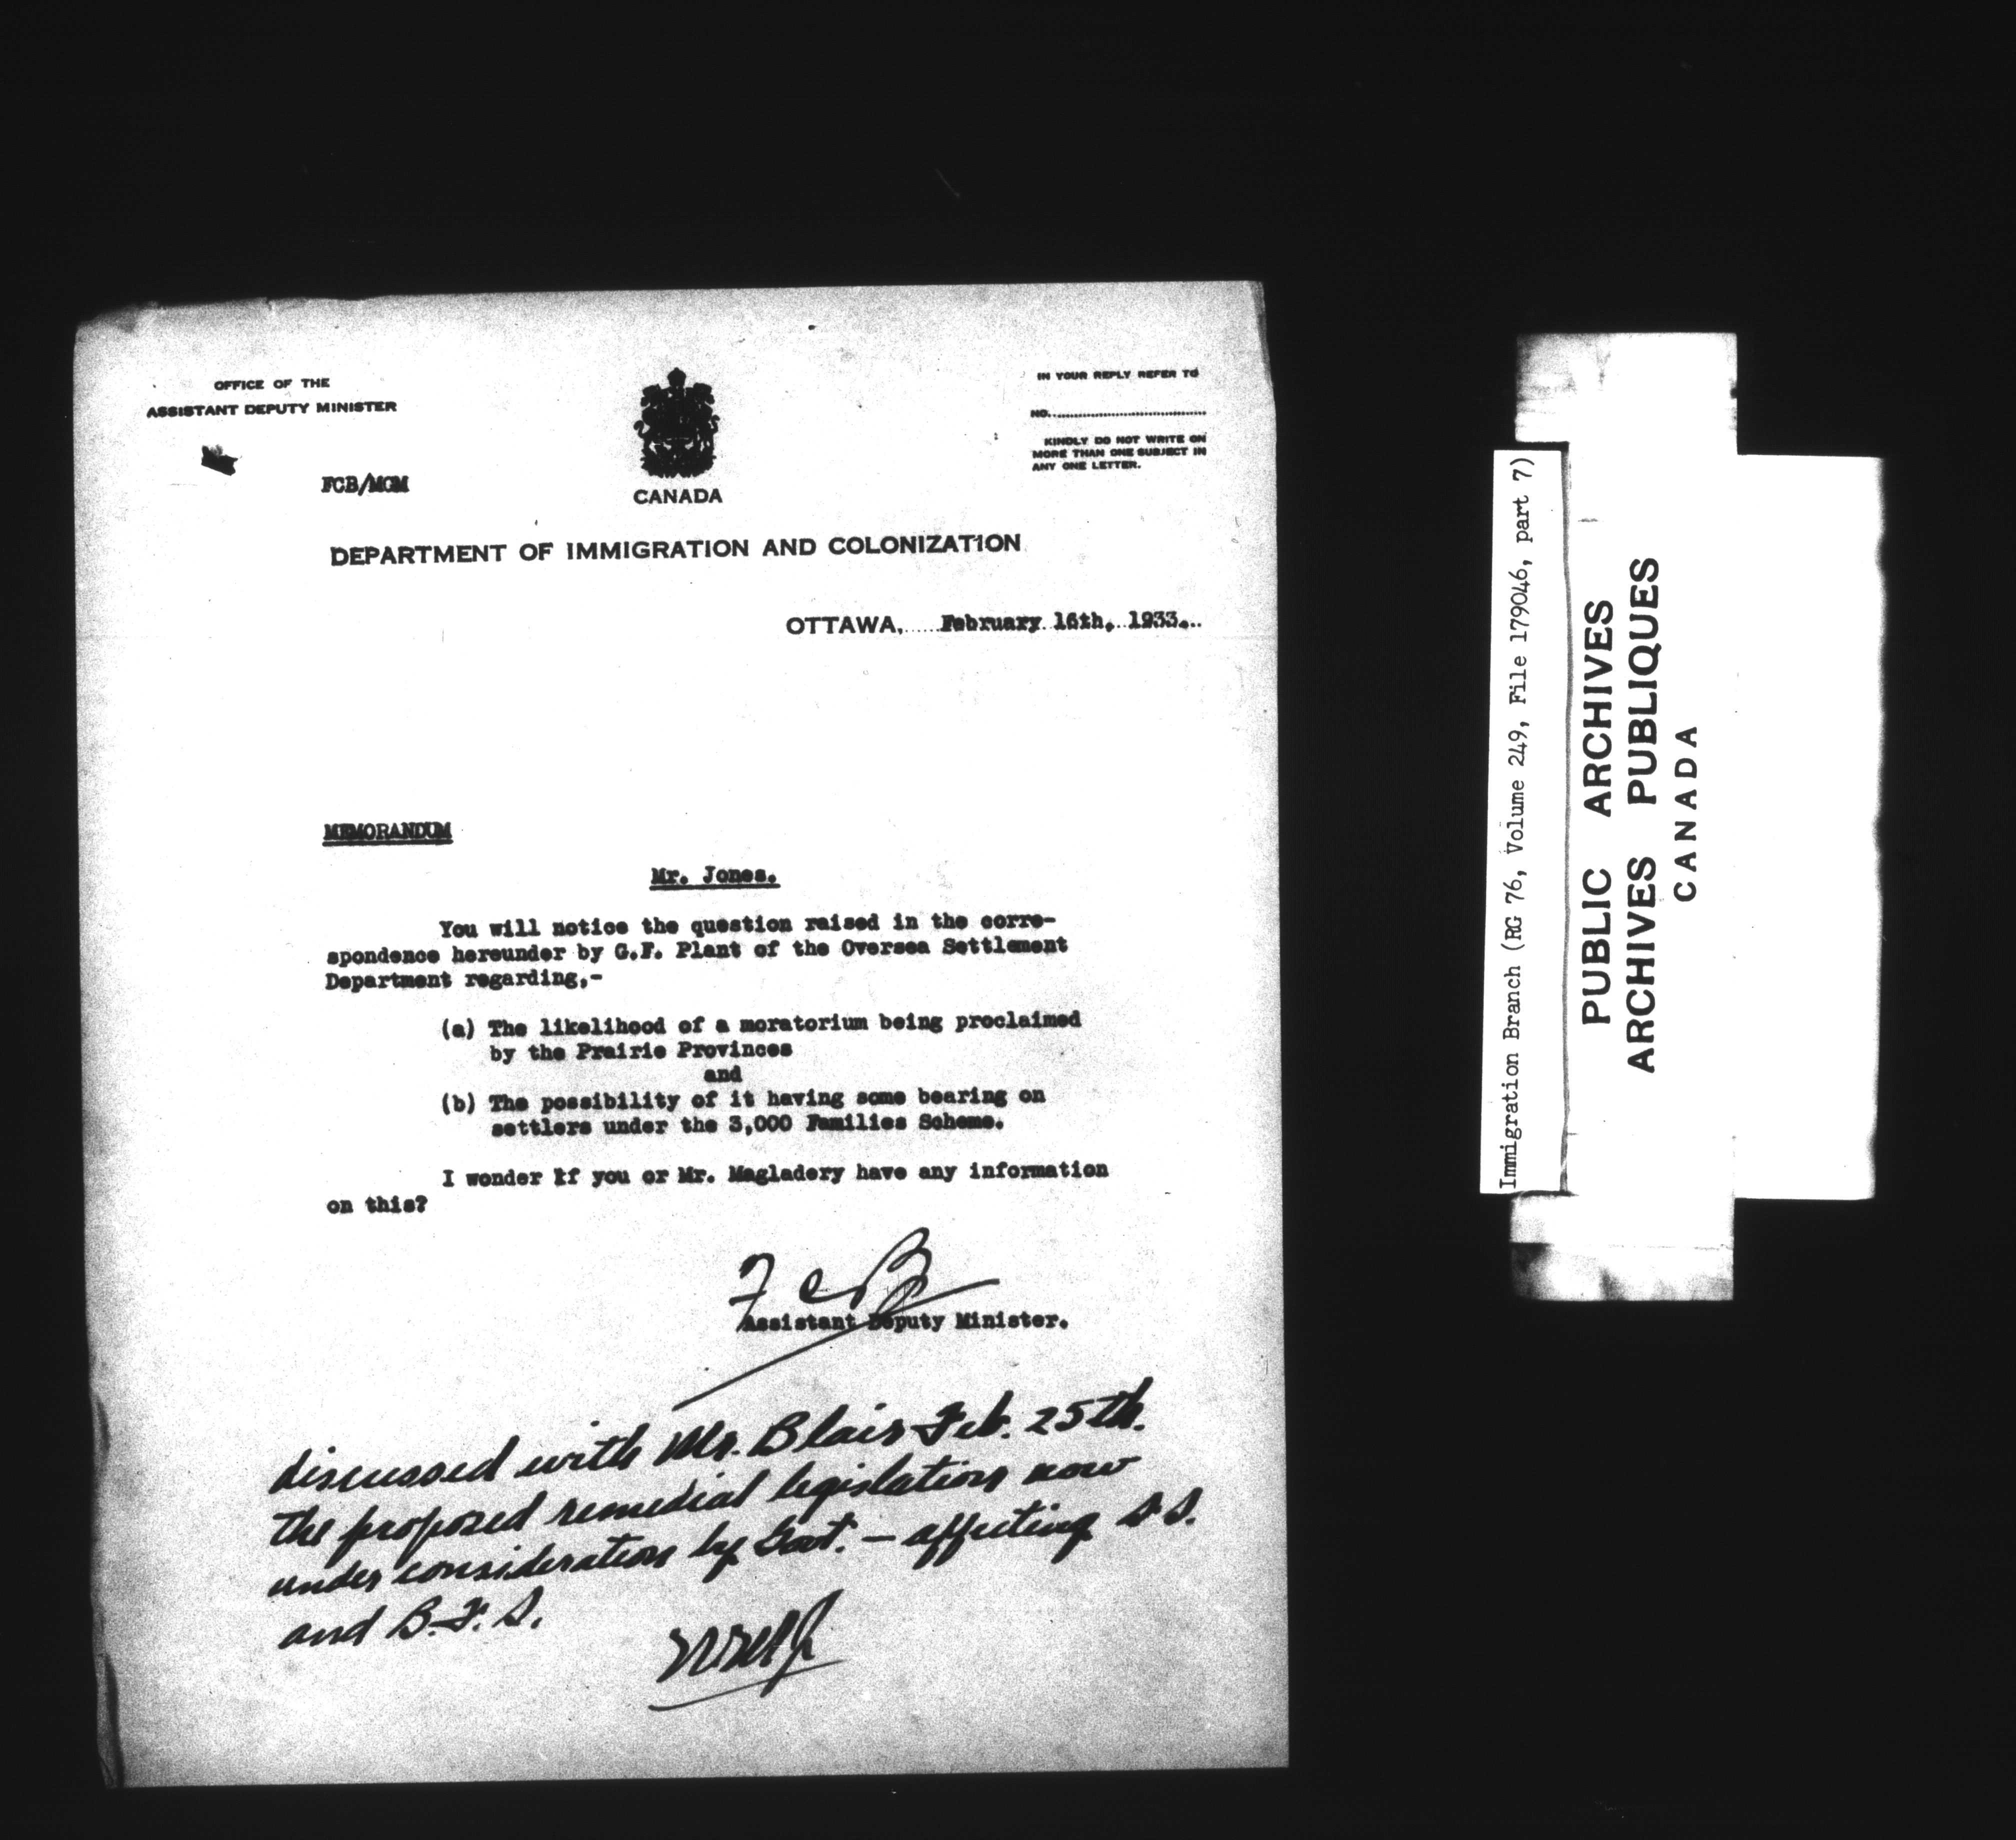 OFFICE OF THE
ASSISTANT DEPUTY MINISTER
IN YOUR REPLY REFER TO
NO.
KINDLY DO NOT WRITE ON
MORE THAN ONE SUBJECT IN
ANY ONE LETTER.
FCB/MGM
CANADA
DEPARTMENT OF IMMIGRATION AND COLONIZATION
OTTAWA, February 16th, 1933.
MEMORANDUM
Mr. Jones.
You will notice the question raised in the corre-
spondence hereunder by G.F. Plant of the Oversea Settlement
Department regarding,-
(a) The likelihood of a moratorium being proclaimed
by the Prairie Provinces
and
(b) The possibility of it having some bearing on
settlers under the 3,000 Families Scheme.
I wonder if you or Mr. Magladery have any information
on this?
F C B
Assistant Deputy Minister.
discussed with Mr. Blair Feb. 25th.
the proposed remedial legislation now
under consideration by Govt. — affecting S.S.
and B.F.S.
Immigration Branch (RG 76, Volume 249, File 179046, part 7)
PUBLIC ARCHIVES
ARCHIVES PUBLIQUES
CANADA